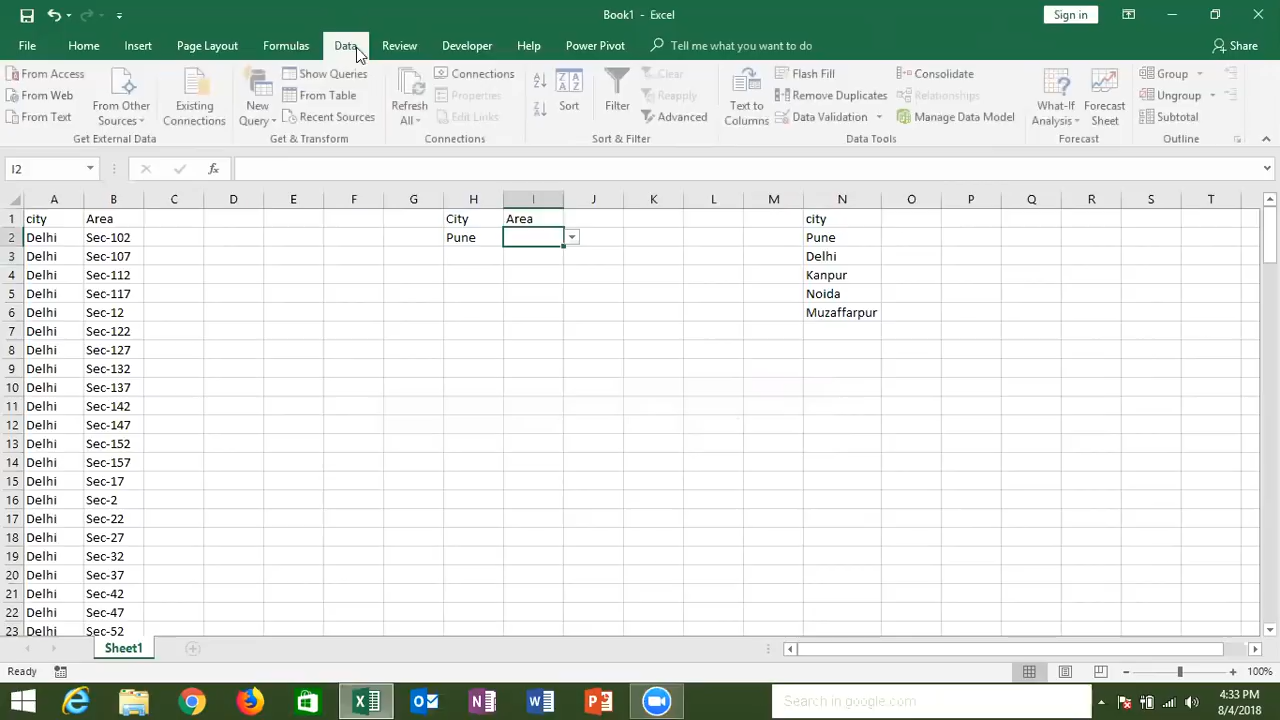 Book1 - Excel
Sign in
File Home Insert Page Layout Formulas Data Review Developer Help Power Pivot Tell me what you want to do Share
From Access
From Web
From Text
From Other Sources
Existing Connections
Get External Data
New Query
Show Queries
From Table
Recent Sources
Get & Transform
Refresh All
Connections
Properties
Edit Links
Connections
Sort
Filter
Clear
Reapply
Advanced
Sort & Filter
Text to Columns
Flash Fill
Remove Duplicates
Data Validation
Consolidate
Relationships
Manage Data Model
Data Tools
What-If Analysis
Forecast Sheet
Forecast
Group
Ungroup
Subtotal
Outline
I2 fx
A B C D E F G H I J K L M N O P Q R S T
1 city Area City Area city
2 Delhi Sec-102 Pune Pune
3 Delhi Sec-107 Delhi
4 Delhi Sec-112 Kanpur
5 Delhi Sec-117 Noida
6 Delhi Sec-12 Muzaffarpur
7 Delhi Sec-122
8 Delhi Sec-127
9 Delhi Sec-132
10 Delhi Sec-137
11 Delhi Sec-142
12 Delhi Sec-147
13 Delhi Sec-152
14 Delhi Sec-157
15 Delhi Sec-17
16 Delhi Sec-2
17 Delhi Sec-22
18 Delhi Sec-27
19 Delhi Sec-32
20 Delhi Sec-37
21 Delhi Sec-42
22 Delhi Sec-47
23 Delhi Sec-52
Sheet1
Ready 100%
Search in google.com
4:33 PM
8/4/2018